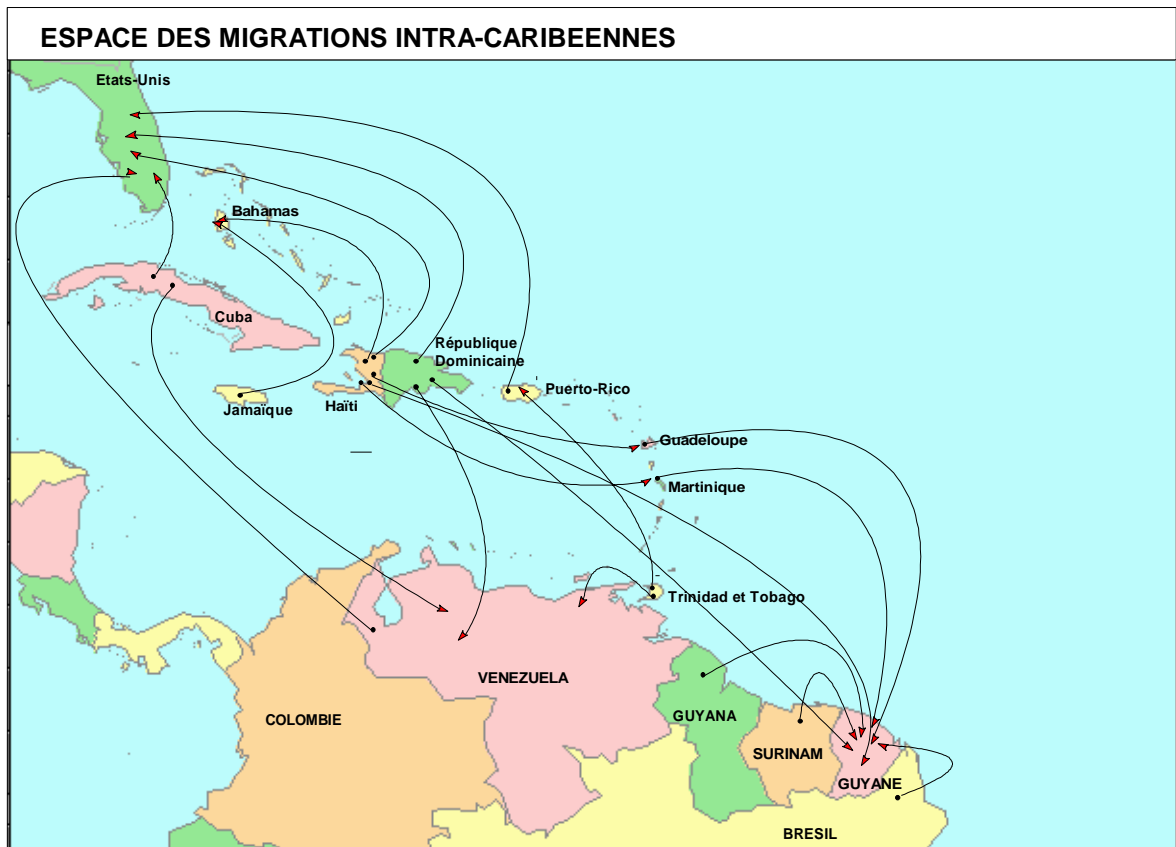 ESPACE DES MIGRATIONS INTRA-CARIBEENNES
Etats-Unis
Bahamas
Cuba
République
Dominicaine
Puerto-Rico
Jamaïque
Haïti
Guadeloupe
Martinique
Trinidad et Tobago
VENEZUELA
COLOMBIE
GUYANA
SURINAM
GUYANE
BRESIL